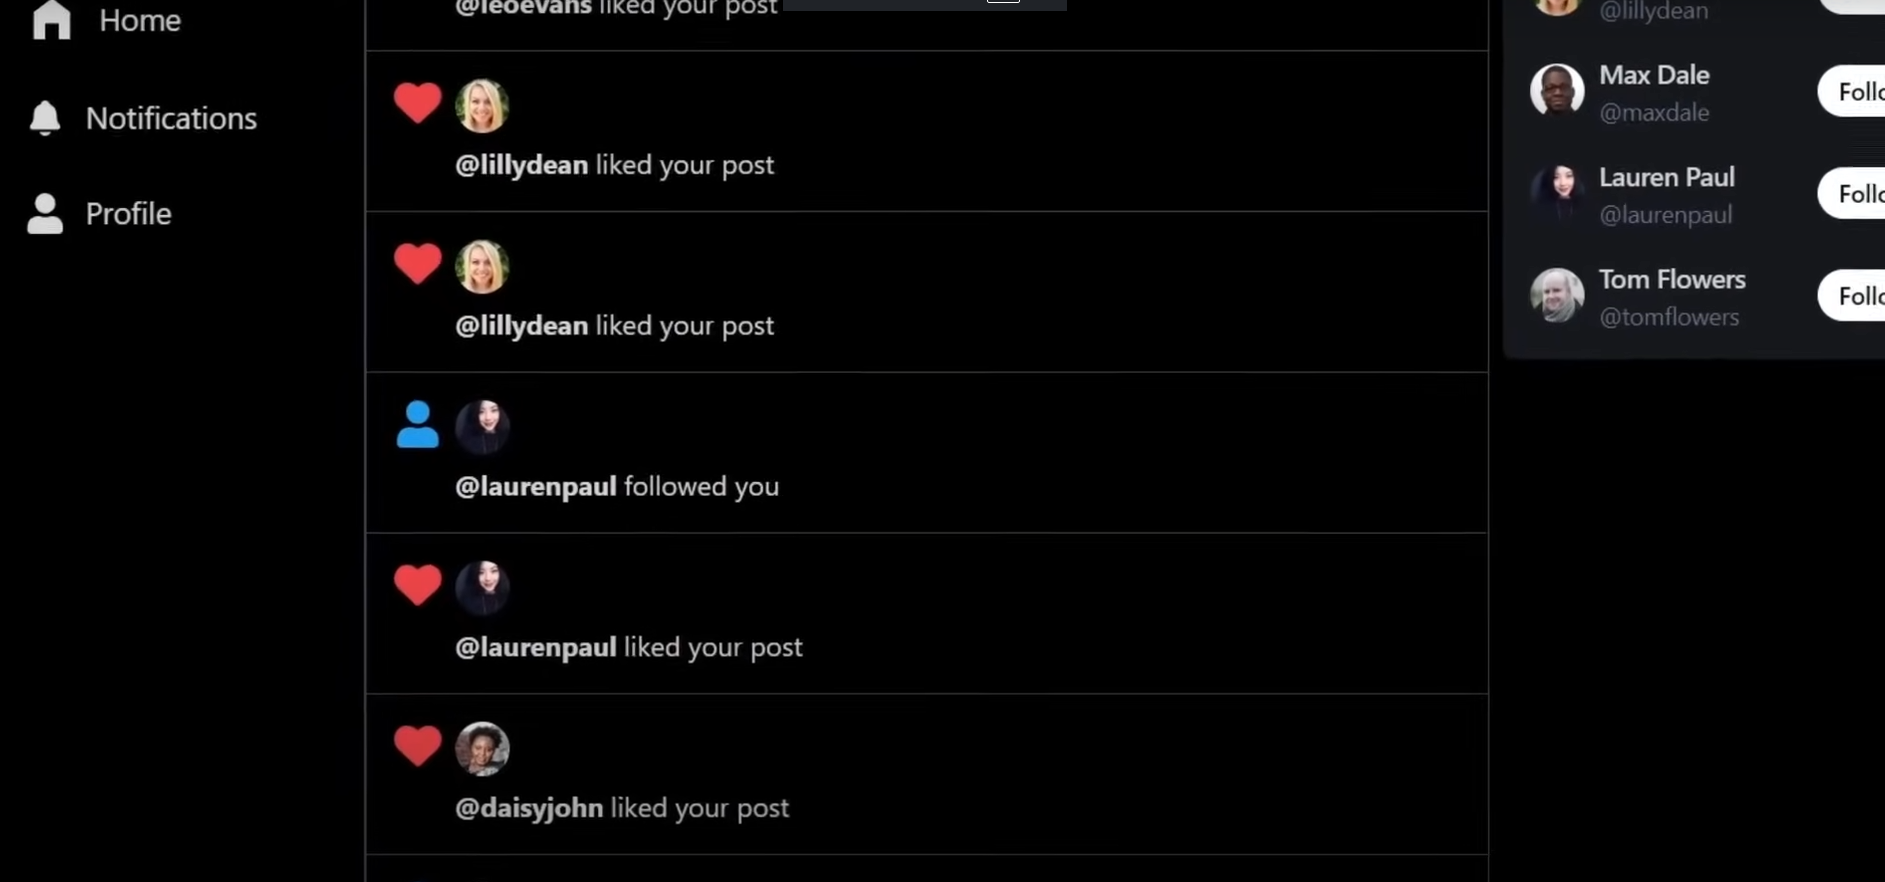 Home
Notifications
Profile
@leoevans liked your post
@lillydean liked your post
@lillydean liked your post
@laurenpaul followed you
@laurenpaul liked your post
@daisyjohn liked your post
@lillydean
Max Dale
@maxdale
Follo
Lauren Paul
@laurenpaul
Follo
Tom Flowers
@tomflowers
Follo